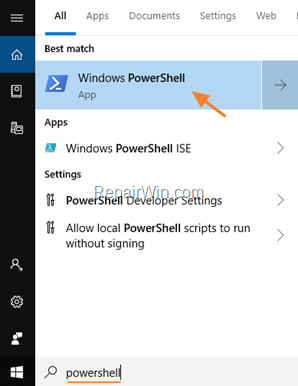 All Apps Documents Settings Web
Best match
Windows PowerShell
App
Apps
Windows PowerShell ISE
Settings
RepairWin.com
PowerShell Developer Settings
Allow local PowerShell scripts to run
without signing
powershell